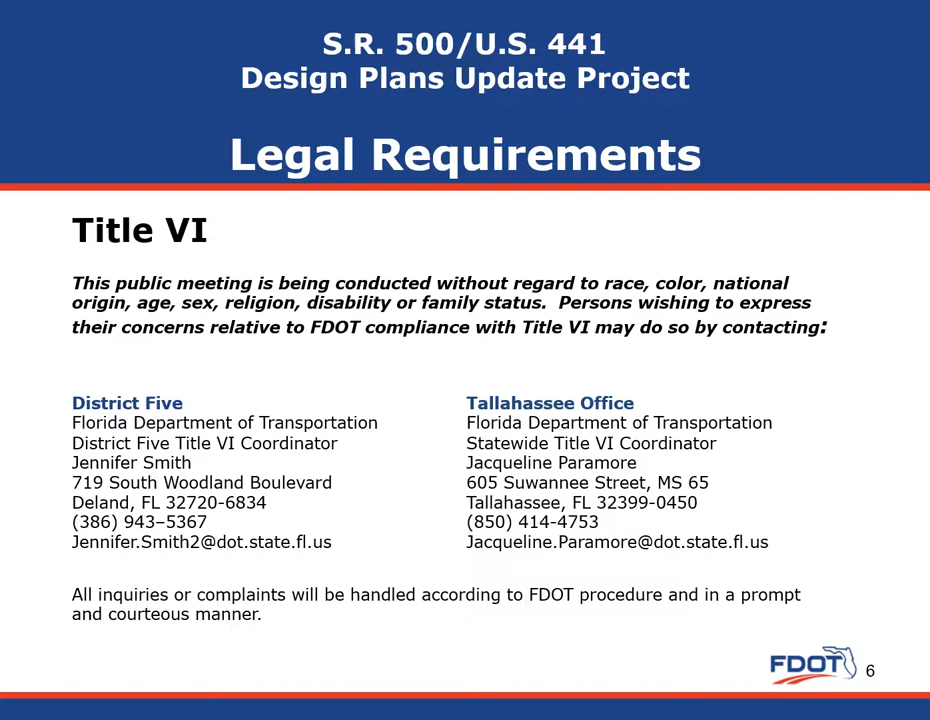 S.R. 500/U.S. 441
Design Plans Update Project
Legal Requirements
Title VI
This public meeting is being conducted without regard to race, color, national
origin, age, sex, religion, disability or family status.  Persons wishing to express
their concerns relative to FDOT compliance with Title VI may do so by contacting:
District Five
Florida Department of Transportation
District Five Title VI Coordinator
Jennifer Smith
719 South Woodland Boulevard
Deland, FL 32720-6834
(386) 943–5367
Jennifer.Smith2@dot.state.fl.us
Tallahassee Office
Florida Department of Transportation
Statewide Title VI Coordinator
Jacqueline Paramore
605 Suwannee Street, MS 65
Tallahassee, FL 32399-0450
(850) 414-4753
Jacqueline.Paramore@dot.state.fl.us
All inquiries or complaints will be handled according to FDOT procedure and in a prompt
and courteous manner.
FDOT
6